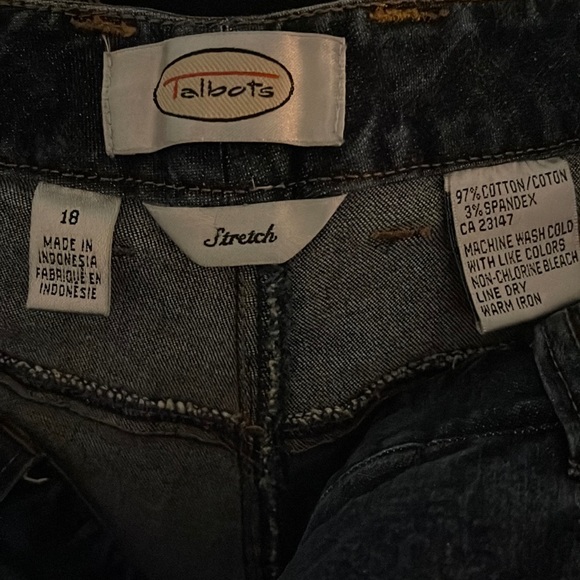 Talbots
18
MADE IN
INDONESIA
FABRIQUE EN
INDONÉSIE
Stretch
97% COTTON/COTON
3% SPANDEX
CA 23147
MACHINE WASH COLD
WITH LIKE COLORS
NON-CHLORINE BLEACH
LINE DRY
WARM IRON